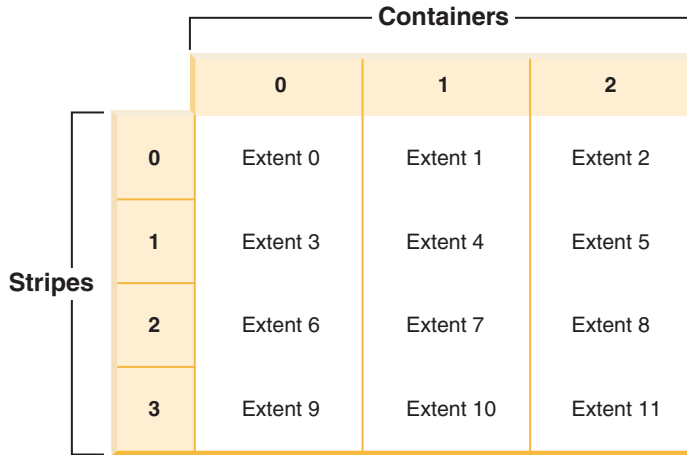 Containers
0 1 2
0 Extent 0 Extent 1 Extent 2
1 Extent 3 Extent 4 Extent 5
Stripes
2 Extent 6 Extent 7 Extent 8
3 Extent 9 Extent 10 Extent 11